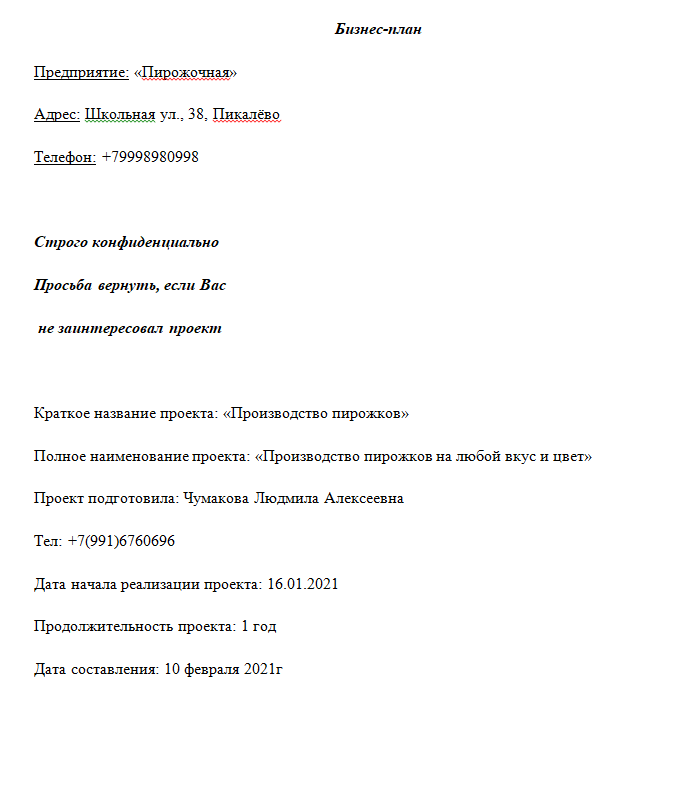 Бизнес-план
Предприятие: «Пирожочная»
Адрес: Школьная ул., 38, Пикалёво
Телефон: +79998980998
Строго конфиденциально
Просьба вернуть, если Вас
не заинтересовал проект
Краткое название проекта: «Производство пирожков»
Полное наименование проекта: «Производство пирожков на любой вкус и цвет»
Проект подготовила: Чумакова Людмила Алексеевна
Тел: +7(991)6760696
Дата начала реализации проекта: 16.01.2021
Продолжительность проекта: 1 год
Дата составления: 10 февраля 2021г